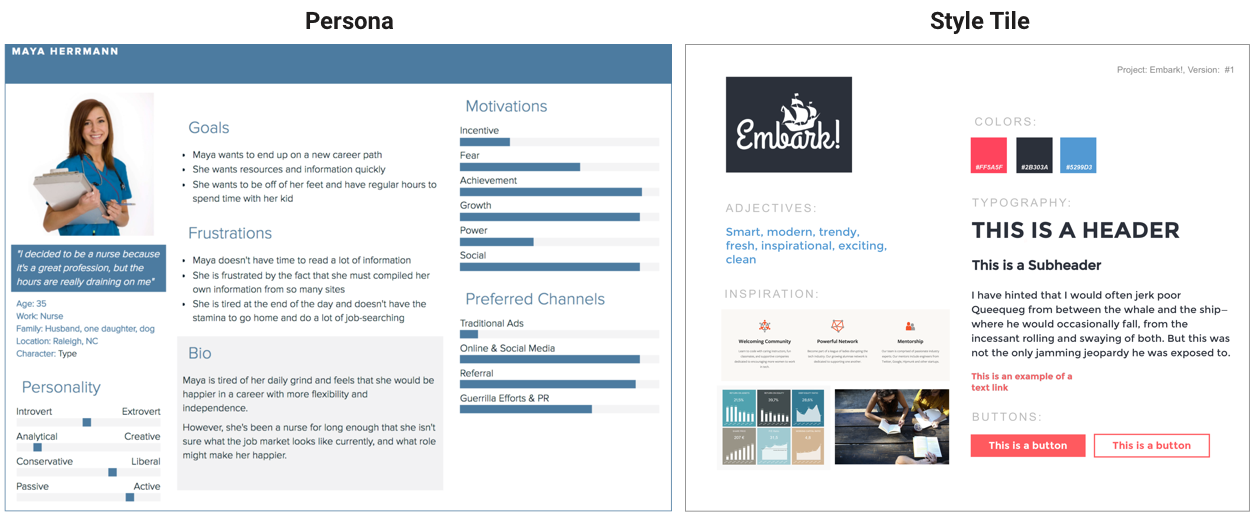 Persona
MAYA HERRMANN
"I decided to be a nurse because
it's a great profession, but the
hours are really draining on me"
Age: 35
Work: Nurse
Family: Husband, one daughter, dog
Location: Raleigh, NC
Character: Type
Personality
Introvert Extrovert
Analytical Creative
Conservative Liberal
Passive Active
Goals
• Maya wants to end up on a new career path
• She wants resources and information quickly
• She wants to be off of her feet and have regular hours to
spend time with her kid
Frustrations
• Maya doesn't have time to read a lot of information
• She is frustrated by the fact that she must compiled her
own information from so many sites
• She is tired at the end of the day and doesn't have the
stamina to go home and do a lot of job-searching
Bio
Maya is tired of her daily grind and feels that she would be
happier in a career with more flexibility and
independence.
However, she's been a nurse for long enough that she isn't
sure what the job market looks like currently, and what role
might make her happier.
Motivations
Incentive
Fear
Achievement
Growth
Power
Social
Preferred Channels
Traditional Ads
Online & Social Media
Referral
Guerrilla Efforts & PR
Style Tile
Project: Embark!, Version: #1
Embark!
ADJECTIVES:
Smart, modern, trendy,
fresh, inspirational, exciting,
clean
INSPIRATION:
Welcoming Community Powerful Network Mentorship
COLORS:
#FF5A5F #2B303A #5299D3
TYPOGRAPHY:
THIS IS A HEADER
This is a Subheader
I have hinted that I would often jerk poor
Queequeg from between the whale and the ship—
where he would occasionally fall, from the
incessant rolling and swaying of both. But this was
not the only jamming jeopardy he was exposed to.
This is an example of a
text link
BUTTONS:
This is a button This is a button